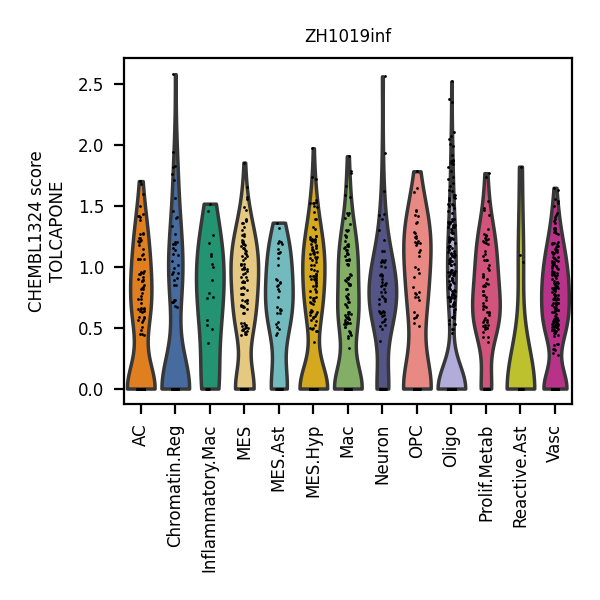 ZH1019inf
CHEMBL1324 score
TOLCAPONE
2.5
2.0
1.5
1.0
0.5
0.0
AC
Chromatin.Reg
Inflammatory.Mac
MES
MES.Ast
MES.Hyp
Mac
Neuron
OPC
Oligo
Prolif.Metab
Reactive.Ast
Vasc